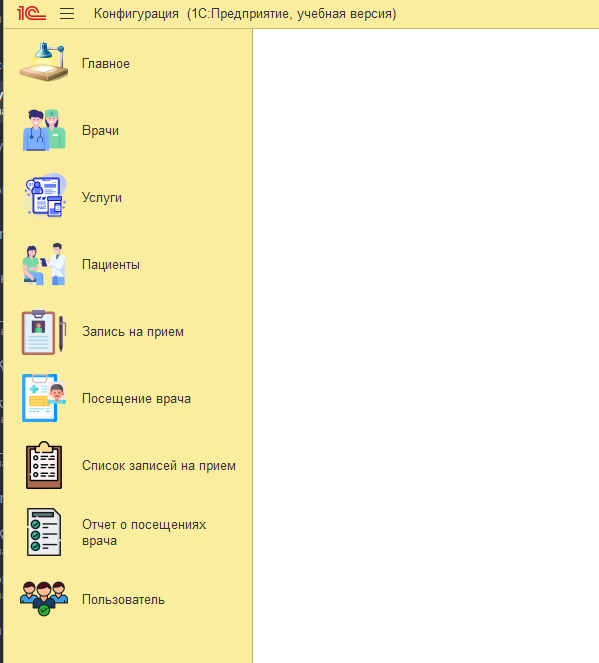 1С Конфигурация (1С:Предприятие, учебная версия)
Главное
Врачи
Услуги
Пациенты
Запись на прием
Посещение врача
Список записей на прием
Отчет о посещениях
врача
Пользователь